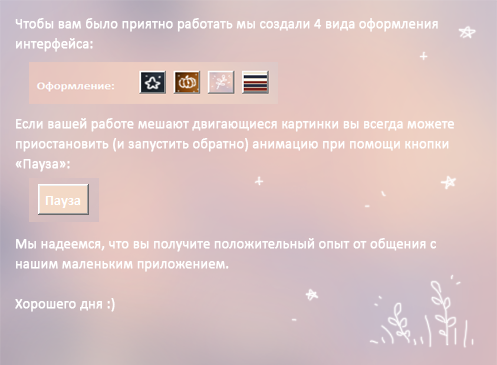 Чтобы вам было приятно работать мы создали 4 вида оформления
интерфейса:
Оформление:
Если вашей работе мешают двигающиеся картинки вы всегда можете
приостановить (и запустить обратно) анимацию при помощи кнопки
«Пауза»:
Пауза
Мы надеемся, что вы получите положительный опыт от общения с
нашим маленьким приложением.
Хорошего дня :)